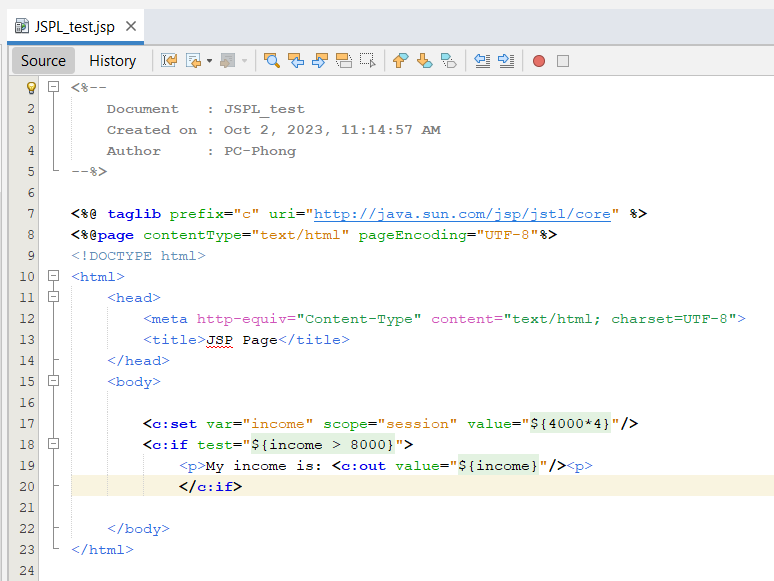 JSPL_test.jsp
Source History
<%--
2     Document   : JSPL_test
3     Created on : Oct 2, 2023, 11:14:57 AM
4     Author     : PC-Phong
5 --%>
6
7 <%@ taglib prefix="c" uri="http://java.sun.com/jsp/jstl/core" %>
8 <%@page contentType="text/html" pageEncoding="UTF-8"%>
9 <!DOCTYPE html>
10 <html>
11     <head>
12         <meta http-equiv="Content-Type" content="text/html; charset=UTF-8">
13         <title>JSP Page</title>
14     </head>
15     <body>
16
17         <c:set var="income" scope="session" value="${4000*4}"/>
18         <c:if test="${income > 8000}">
19             <p>My income is: <c:out value="${income}"/><p>
20             </c:if>
21
22     </body>
23 </html>
24